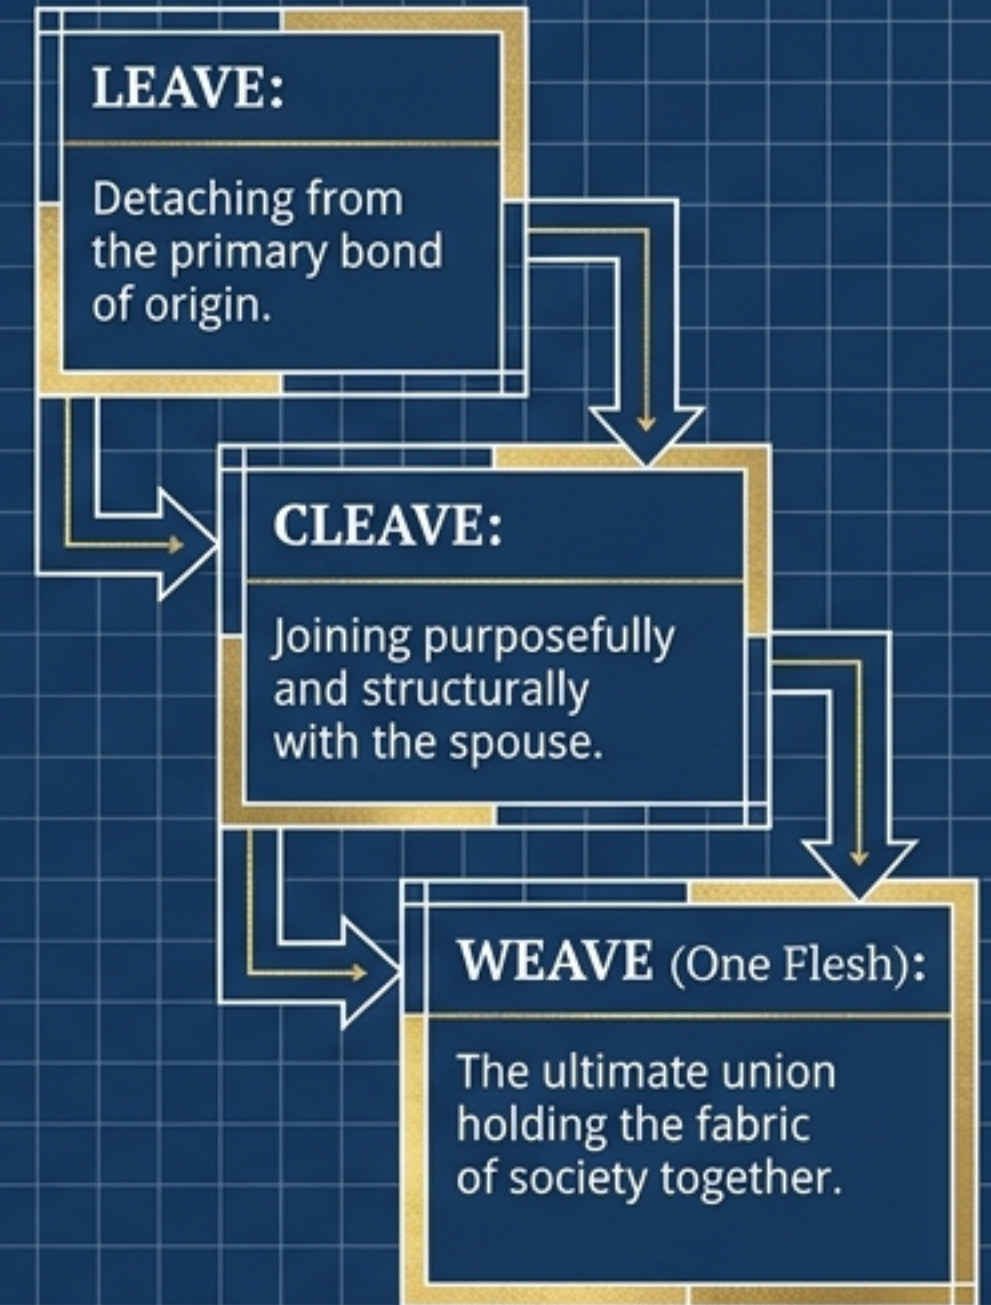 LEAVE:
Detaching from
the primary bond
of origin.
CLEAVE:
Joining purposefully
and structurally
with the spouse.
WEAVE (One Flesh):
The ultimate union
holding the fabric
of society together.